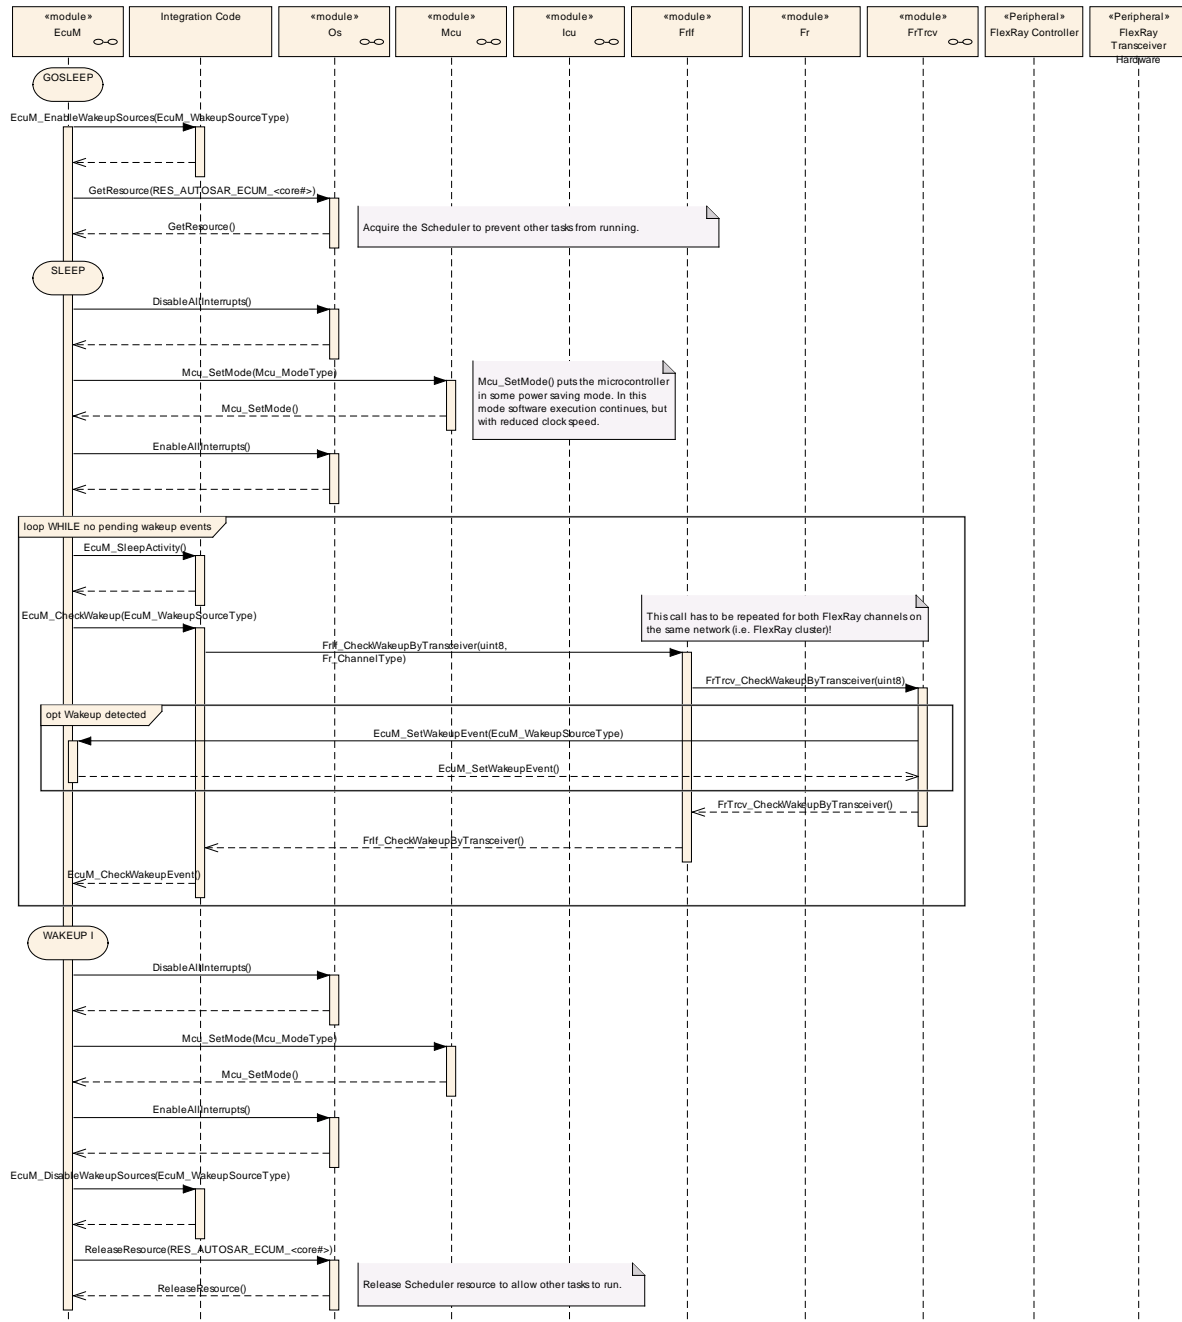 «module»
EcuM
Integration Code
«module»
Os
«module»
Mcu
«module»
Icu
«module»
FrIf
«module»
Fr
«module»
FrTrcv
«Peripheral»
FlexRay Controller
«Peripheral»
FlexRay
Transceiver
Hardware
GOSLEEP
EcuM_EnableWakeupSources(EcuM_WakeupSourceType)
GetResource(RES_AUTOSAR_ECUM_<core#>)
Acquire the Scheduler to prevent other tasks from running.
GetResource()
SLEEP
DisableAllInterrupts()
Mcu_SetMode(Mcu_ModeType)
Mcu_SetMode() puts the microcontroller
in some power saving mode. In this
mode software execution continues, but
with reduced clock speed.
Mcu_SetMode()
EnableAllInterrupts()
loop WHILE no pending wakeup events
EcuM_SleepActivity()
EcuM_CheckWakeup(EcuM_WakeupSourceType)
This call has to be repeated for both FlexRay channels on
the same network (i.e. FlexRay cluster)!
FrIf_CheckWakeupByTransceiver(uint8,
Fr_ChannelType)
FrTrcv_CheckWakeupByTransceiver(uint8)
opt Wakeup detected
EcuM_SetWakeupEvent(EcuM_WakeupSourceType)
EcuM_SetWakeupEvent()
FrTrcv_CheckWakeupByTransceiver()
FrIf_CheckWakeupByTransceiver()
EcuM_CheckWakeupEvent()
WAKEUP I
DisableAllInterrupts()
Mcu_SetMode(Mcu_ModeType)
Mcu_SetMode()
EnableAllInterrupts()
EcuM_DisableWakeupSources(EcuM_WakeupSourceType)
ReleaseResource(RES_AUTOSAR_ECUM_<core#>)
Release Scheduler resource to allow other tasks to run.
ReleaseResource()